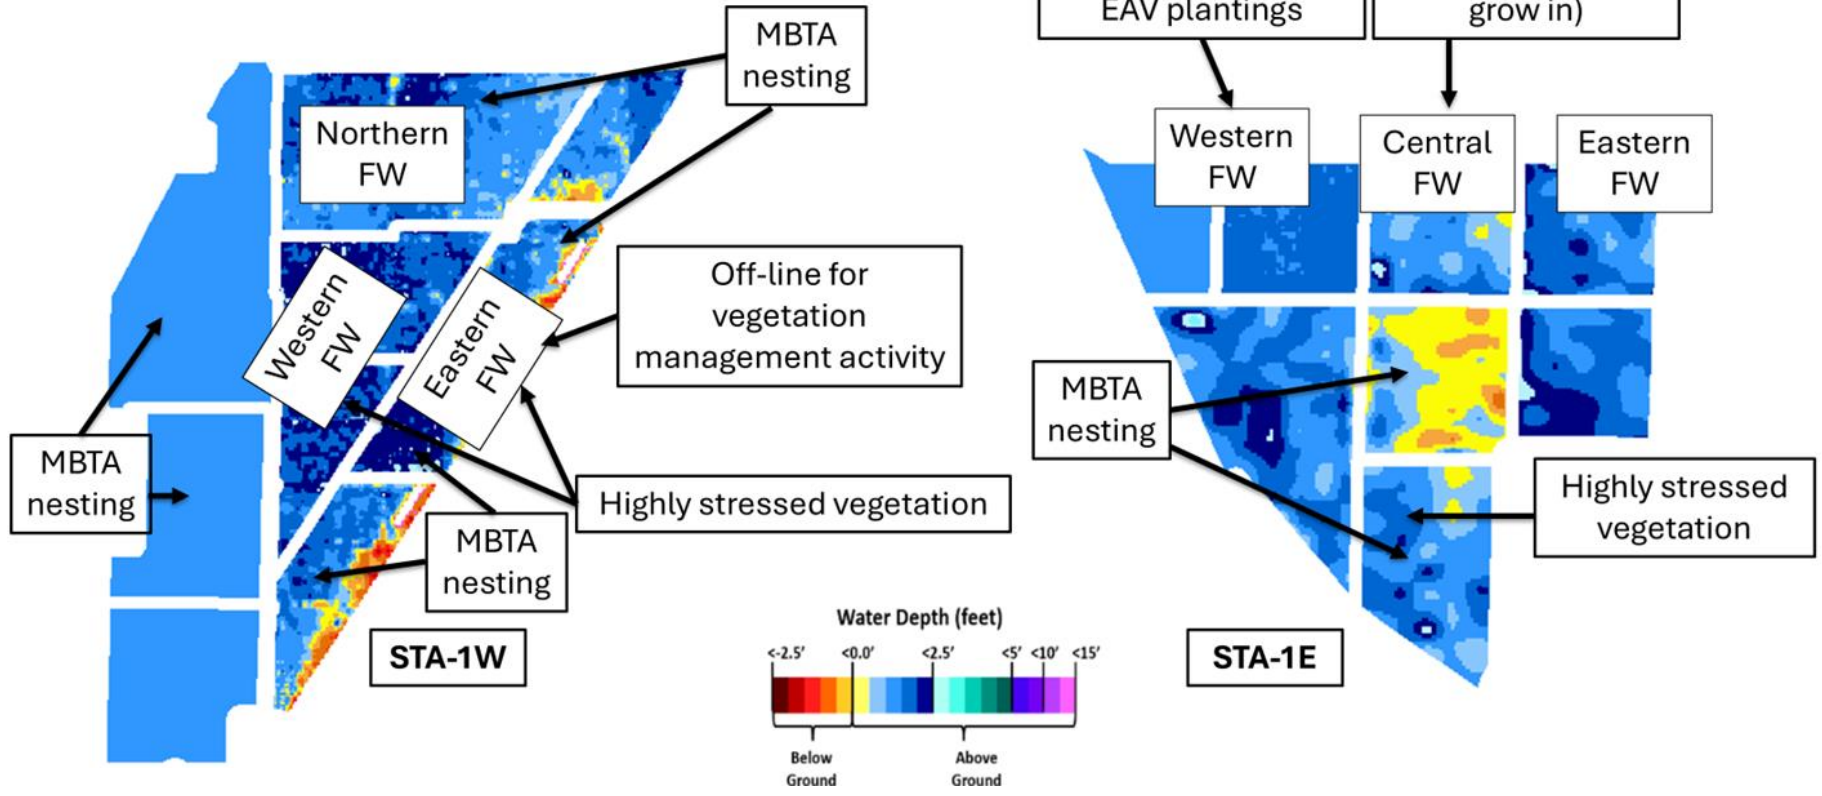 EAV plantings
grow in)
MBTA
nesting
Northern
FW
Western
FW
Central
FW
Eastern
FW
Western
FW
Eastern
FW
Off-line for
vegetation
management activity
MBTA
nesting
MBTA
nesting
Highly stressed vegetation
Highly stressed
vegetation
MBTA
nesting
STA-1W
STA-1E
Water Depth (feet)
<-2.5' <0.0' <2.5' <5' <10' <15'
Below
Ground
Above
Ground